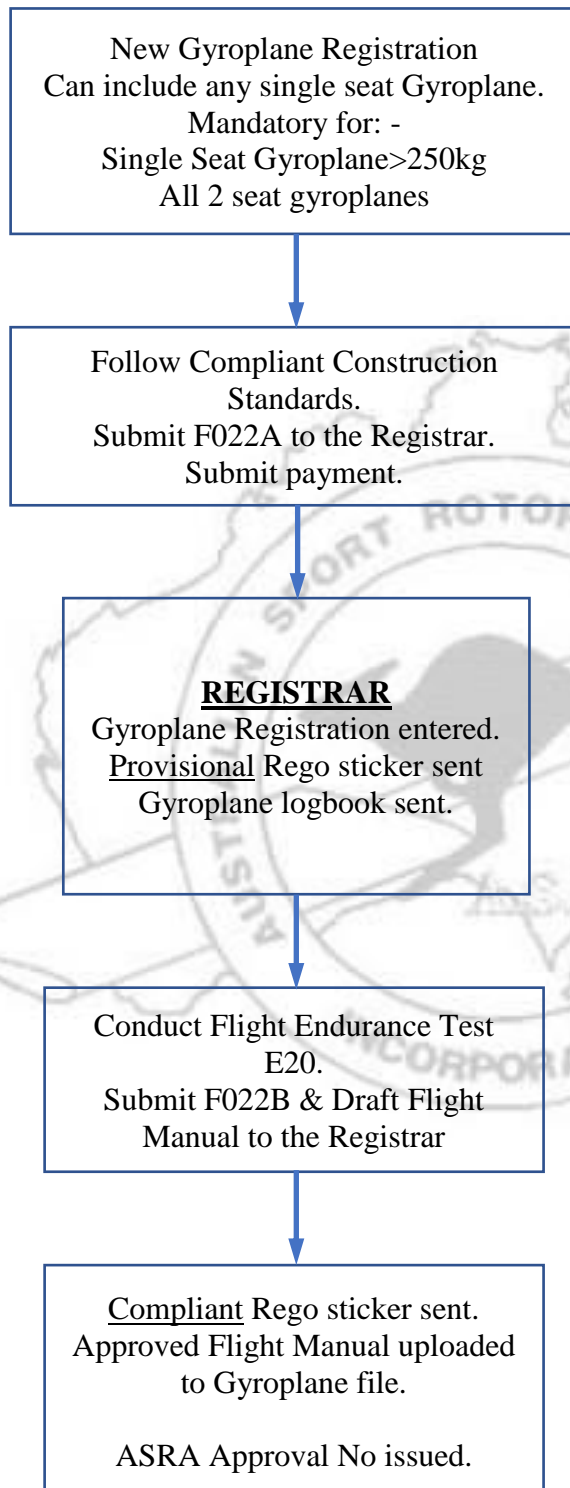 New Gyroplane Registration
Can include any single seat Gyroplane.
Mandatory for: -
Single Seat Gyroplane>250kg
All 2 seat gyroplanes
Follow Compliant Construction
Standards.
Submit F022A to the Registrar.
Submit payment.
REGISTRAR
Gyroplane Registration entered.
Provisional Rego sticker sent
Gyroplane logbook sent.
Conduct Flight Endurance Test
E20.
Submit F022B & Draft Flight
Manual to the Registrar
Compliant Rego sticker sent.
Approved Flight Manual uploaded
to Gyroplane file.
ASRA Approval No issued.
SPORT